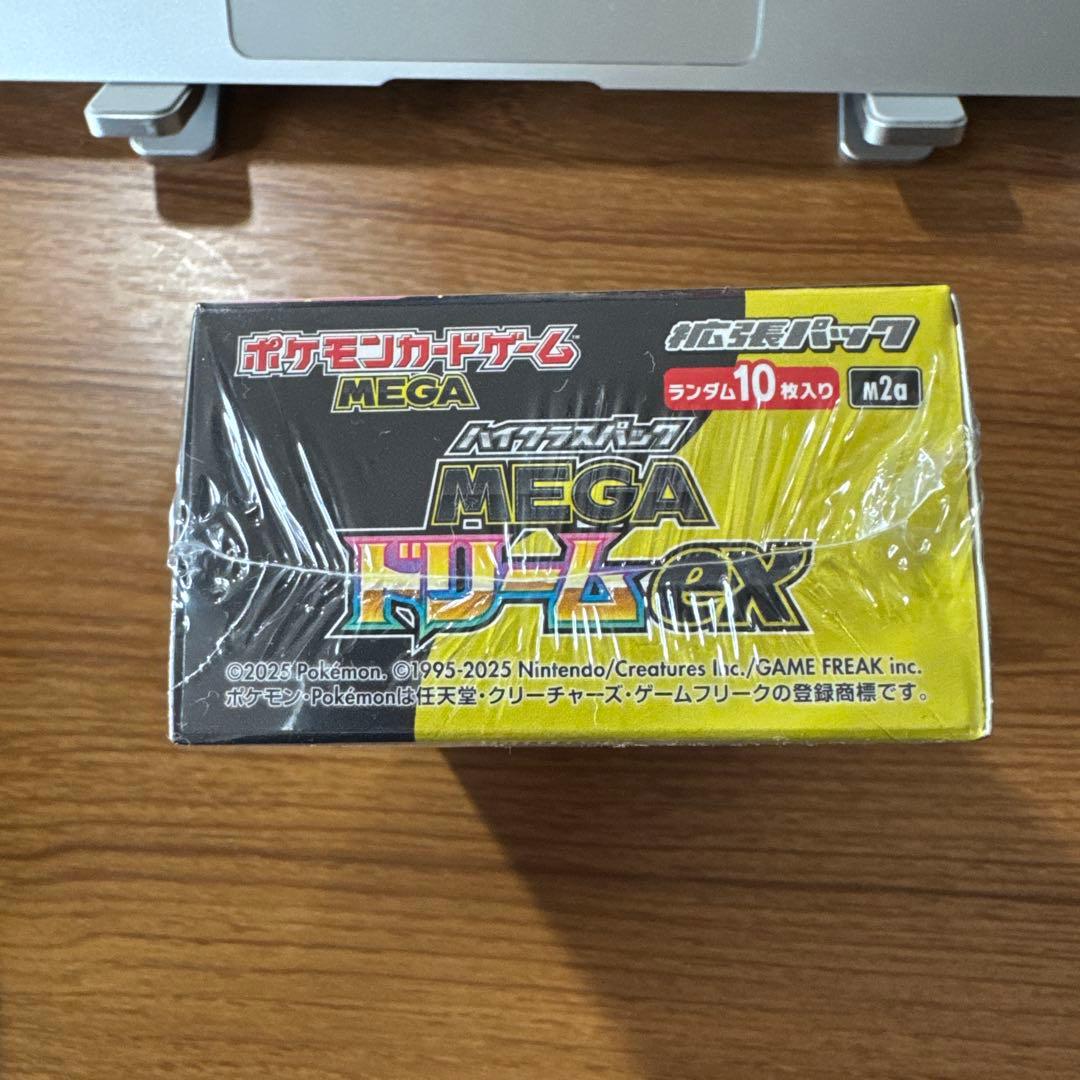 ポケモンカードゲーム
MEGA
拡張パック
ランダム10枚入り M2a
ハイクラスパック
MEGA
ドリームex
©2025 Pokémon. ©1995-2025 Nintendo/Creatures Inc./GAME FREAK inc.
ポケモン・Pokémonは任天堂・クリーチャーズ・ゲームフリークの登録商標です。